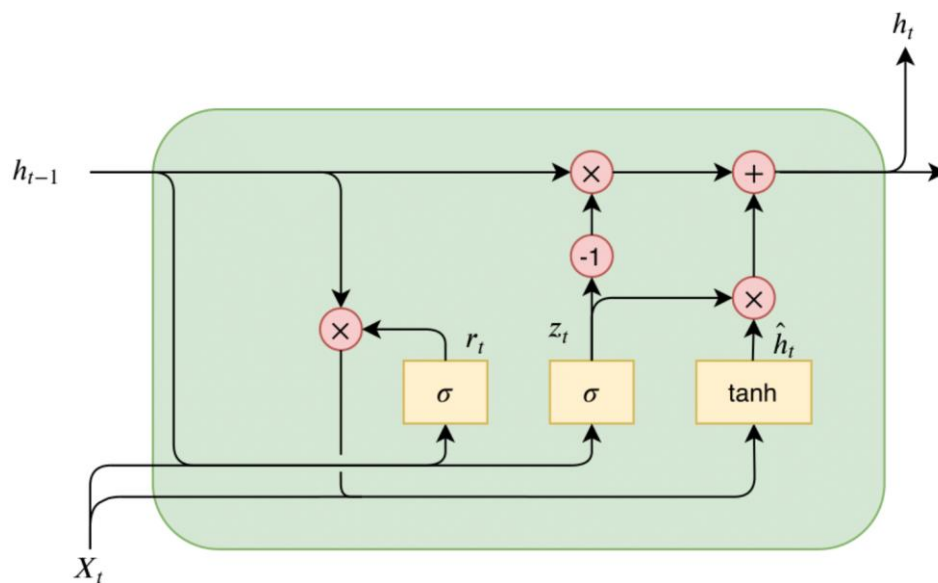 h_t
h_{t-1}
× +
-1
×
× r_t z_t ĥ_t
σ σ tanh
X_t